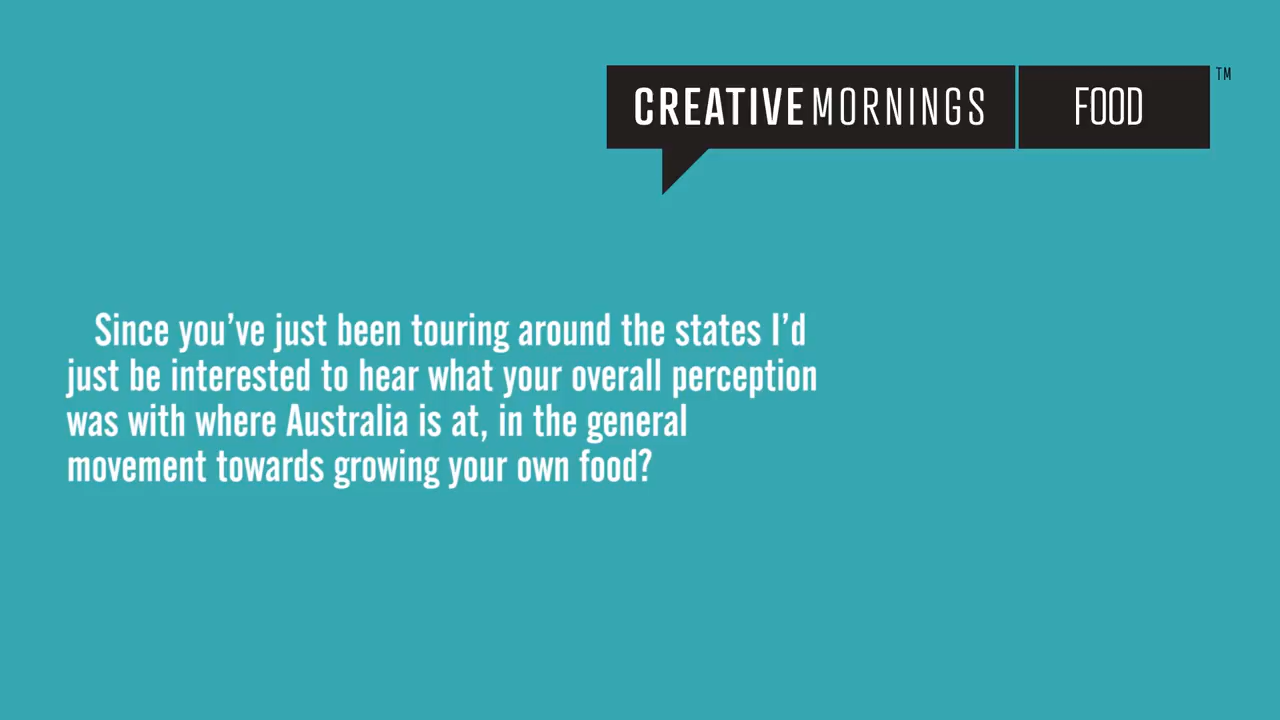 CREATIVEMORNINGS FOOD ™
Since you’ve just been touring around the states I’d
just be interested to hear what your overall perception
was with where Australia is at, in the general
movement towards growing your own food?